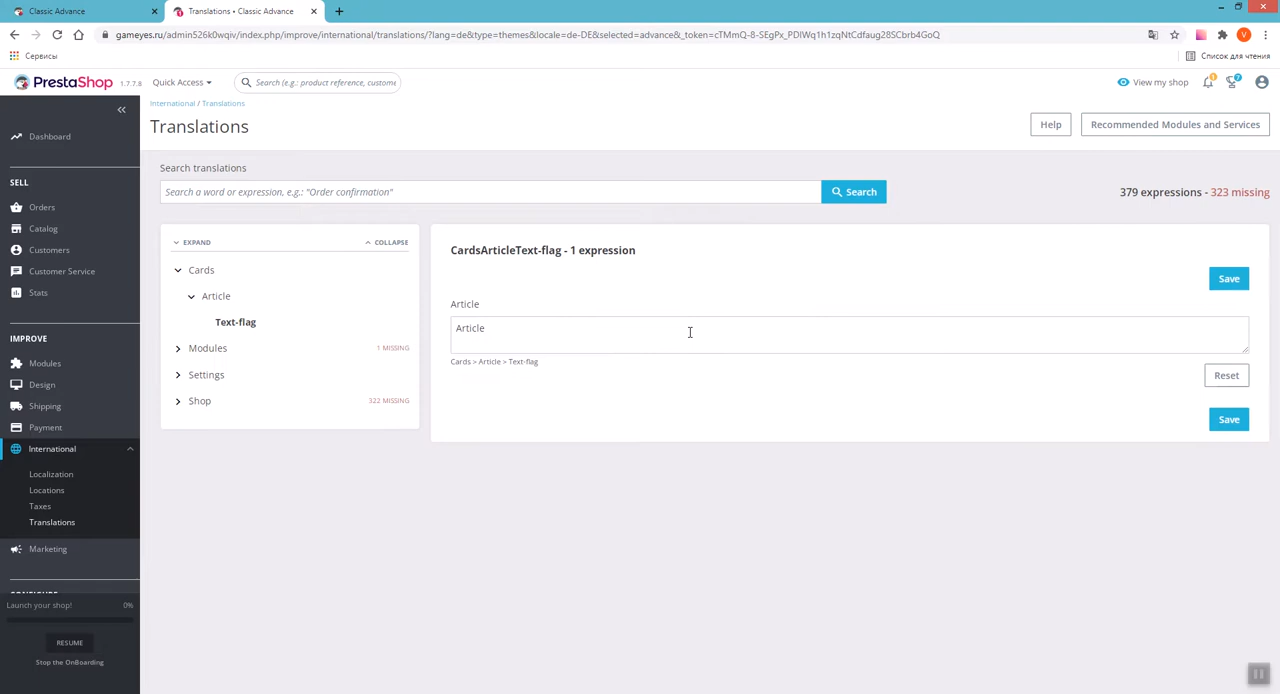 Classic Advance
Translations • Classic Advance
gameyes.ru/admin526k0wqiv/index.php/improve/international/translations/?lang=de&type=themes&locale=de-DE&selected=advance&_token=cTMmQ-8-SEgPx_PDIWq1h1zqNtCdfaug28SCbrb4GoQ
V
Сервисы
Список для чтения
PrestaShop
1.7.7.8
Quick Access
Search (e.g.: product reference, custome
View my shop
1
7
International / Translations
Translations
Help
Recommended Modules and Services
Dashboard
SELL
Orders
Catalog
Customers
Customer Service
Stats
IMPROVE
Modules
Design
Shipping
Payment
International
Localization
Locations
Taxes
Translations
Marketing
Launch your shop!
0%
RESUME
Stop the OnBoarding
Search translations
Search a word or expression, e.g.: "Order confirmation"
Search
379 expressions - 323 missing
EXPAND
COLLAPSE
Cards
Article
Text-flag
Modules
1 MISSING
Settings
Shop
322 MISSING
CardsArticleText-flag - 1 expression
Save
Article
Article
Cards > Article > Text-flag
Reset
Save